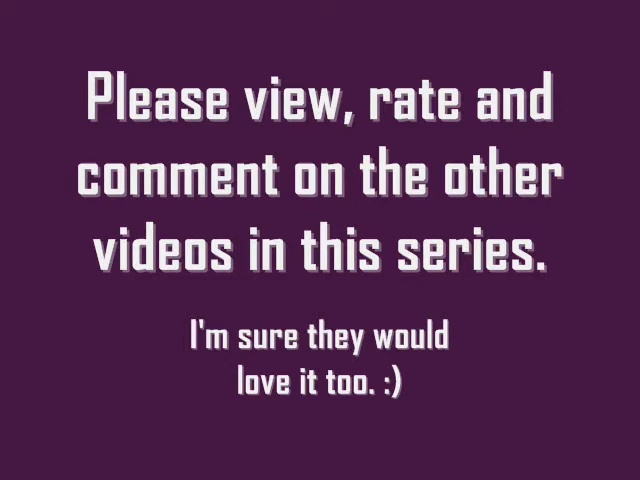 Please view, rate and
comment on the other
videos in this series.
I'm sure they would
love it too. :)